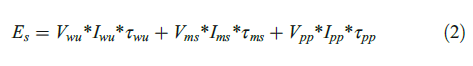 E_s = V_wu*I_wu*τ_wu + V_ms*I_ms*τ_ms + V_pp*I_pp*τ_pp (2)